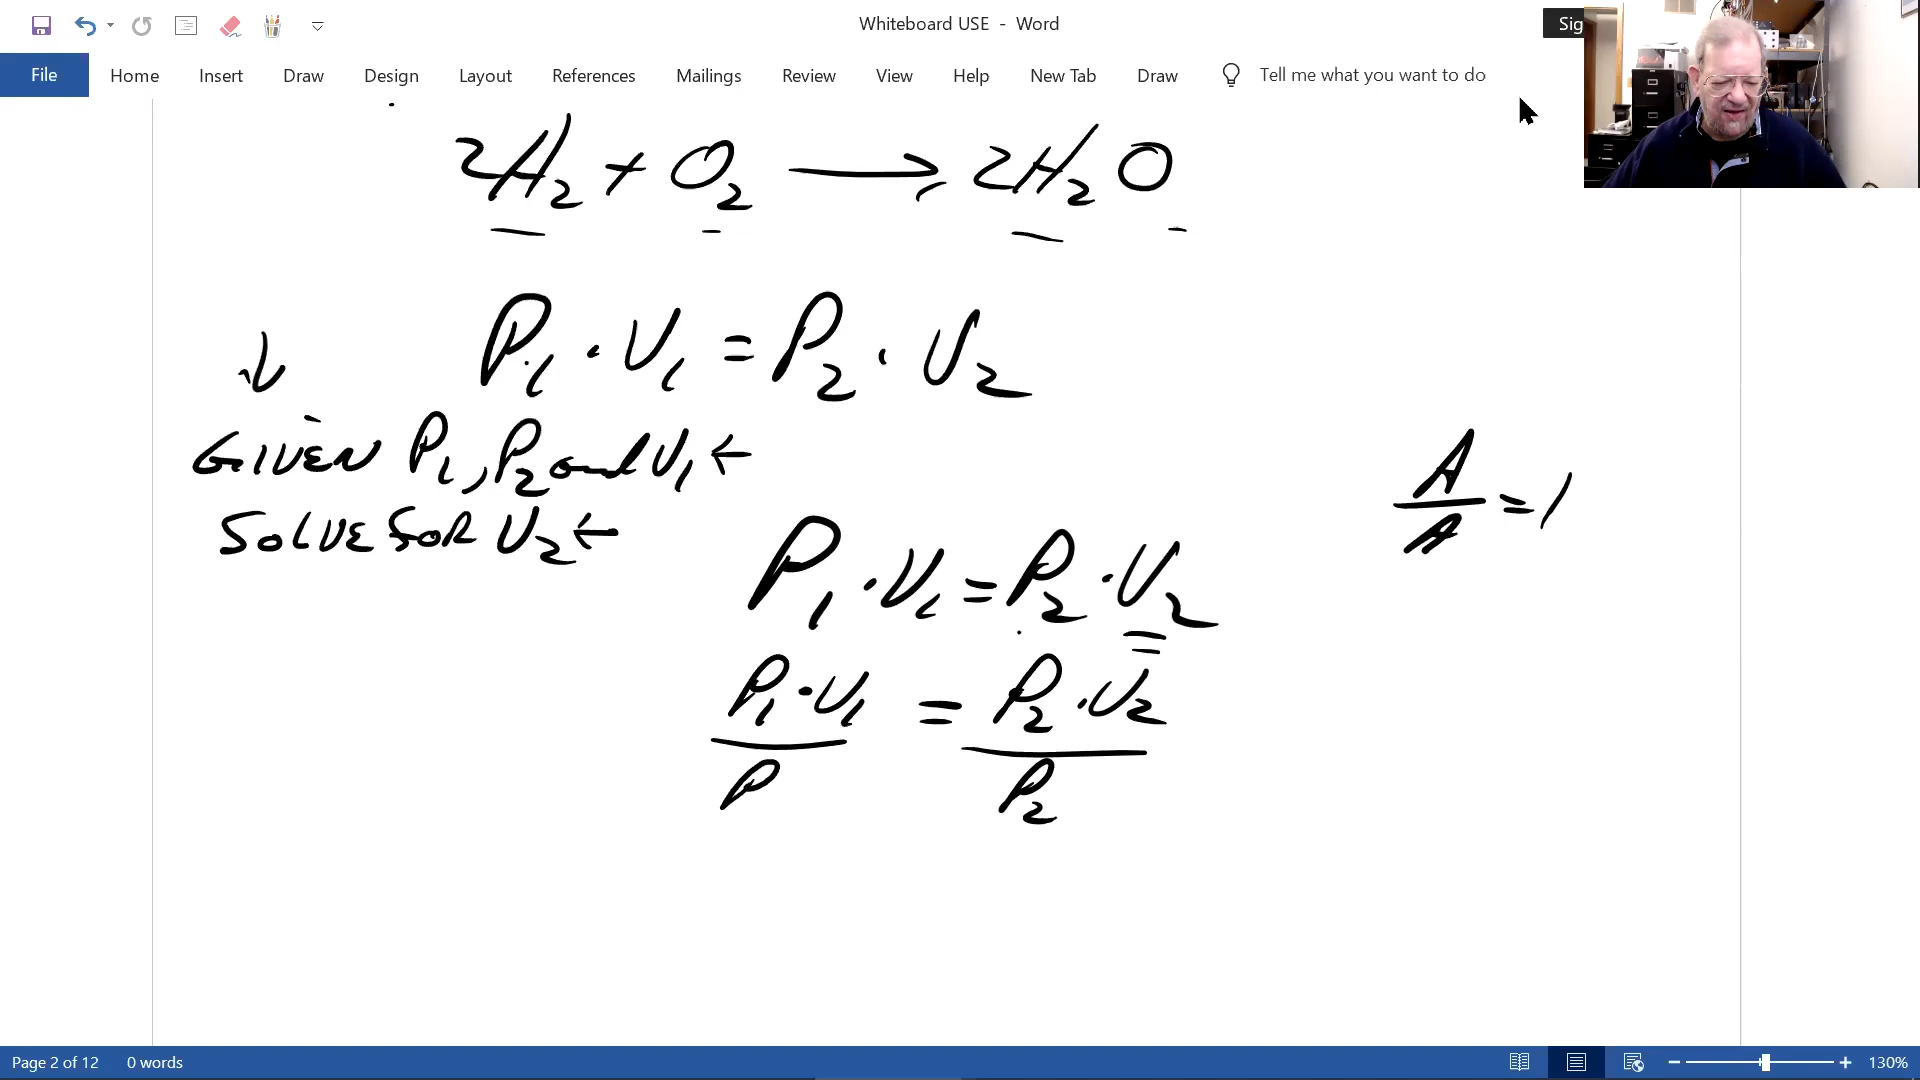 Whiteboard USE - Word
Sig
File Home Insert Draw Design Layout References Mailings Review View Help New Tab Draw Tell me what you want to do
2H₂ + O₂ → 2H₂O
P₁ · V₁ = P₂ · V₂
GIVEN P₁, P₂ and V₁ ←
SOLVE FOR V₂ ←
A/A = 1
P₁ · V₁ = P₂ · V₂
P₁ · V₁ = P₂ · V₂
P P₂
Page 2 of 12 0 words 130%